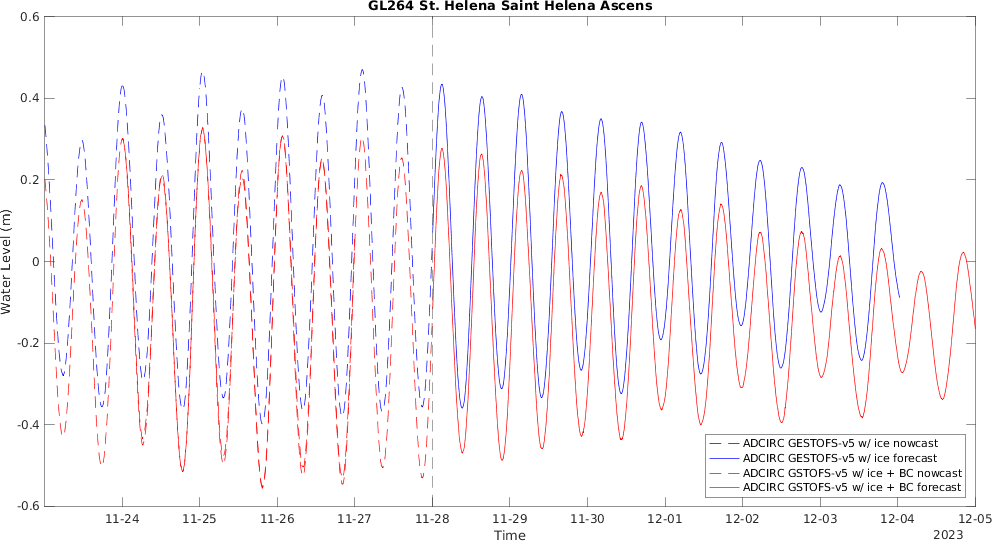 GL264 St. Helena Saint Helena Ascens
0.6
0.4
0.2
0
-0.2
-0.4
-0.6
Water Level (m)
11-24 11-25 11-26 11-27 11-28 11-29 11-30 12-01 12-02 12-03 12-04 12-05
Time
2023
ADCIRC GESTOFS-v5 w/ ice nowcast
ADCIRC GESTOFS-v5 w/ ice forecast
ADCIRC GSTOFS-v5 w/ ice + BC nowcast
ADCIRC GSTOFS-v5 w/ ice + BC forecast